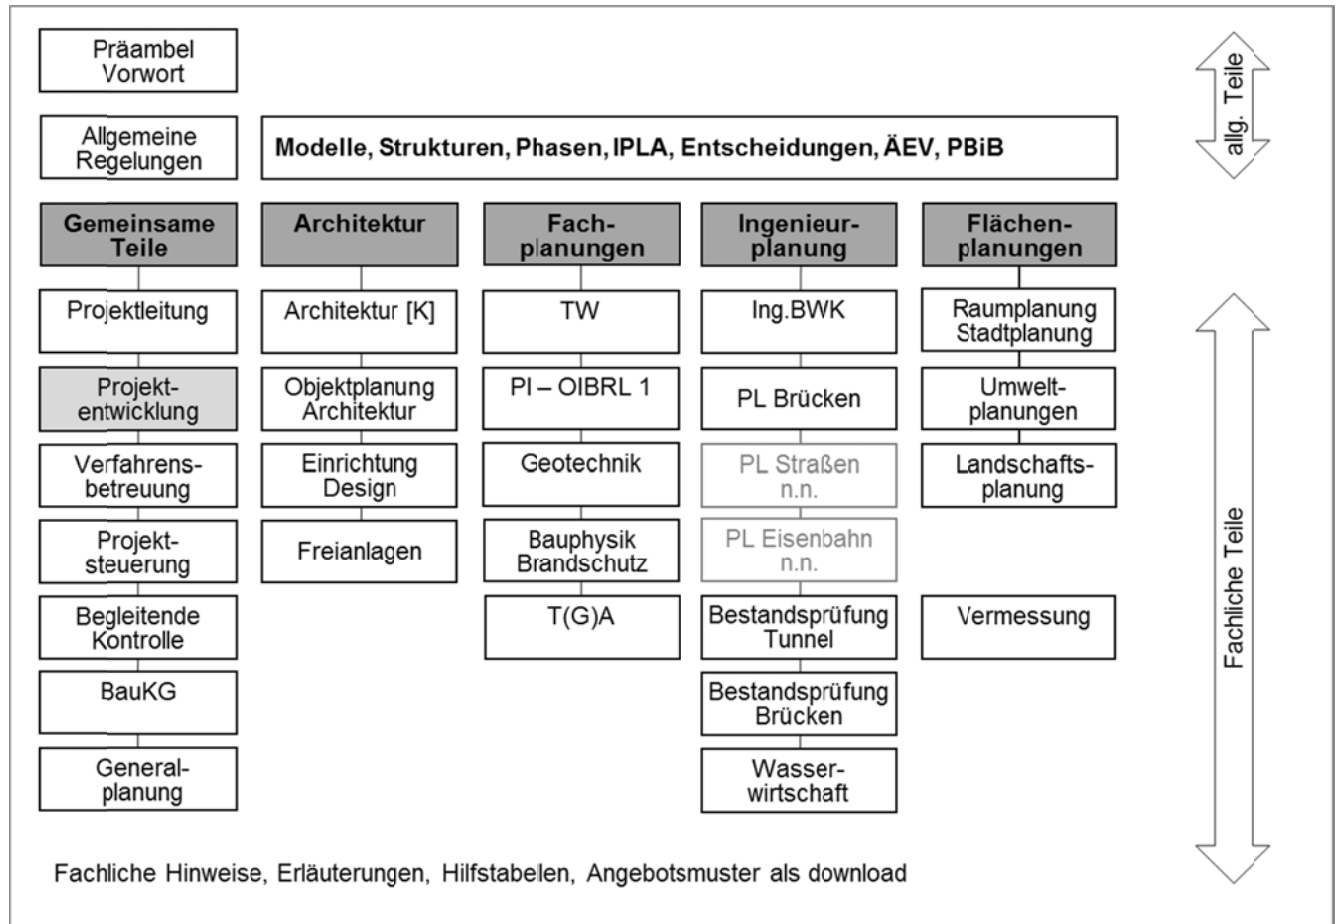 Präambel
Vorwort
allg. Teile
Allgemeine
Regelungen
Modelle, Strukturen, Phasen, IPLA, Entscheidungen, ÄEV, PBiB
Gemeinsame
Teile
Projektleitung
Projekt-
entwicklung
Verfahrens-
betreuung
Projekt-
steuerung
Begleitende
Kontrolle
BauKG
General-
planung
Architektur
Architektur [K]
Objektplanung
Architektur
Einrichtung
Design
Freianlagen
Fach-
planungen
TW
PI – OIBRL 1
Geotechnik
Bauphysik
Brandschutz
T(G)A
Ingenieur-
planung
Ing.BWK
PL Brücken
PL Straßen
n.n.
PL Eisenbahn
n.n.
Bestandsprüfung
Tunnel
Bestandsprüfung
Brücken
Wasser-
wirtschaft
Flächen-
planungen
Raumplanung
Stadtplanung
Umwelt-
planungen
Landschafts-
planung
Vermessung
Fachliche Teile
Fachliche Hinweise, Erläuterungen, Hilfstabelen, Angebotsmuster als download